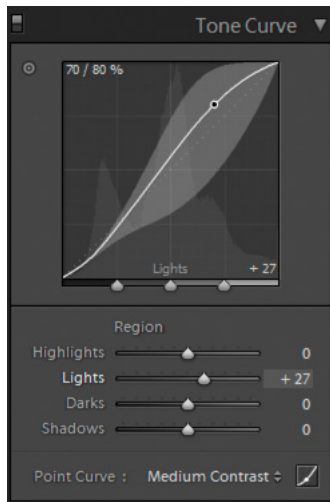 Tone Curve
70 / 80 %
Lights + 27
Region
Highlights 0
Lights + 27
Darks 0
Shadows 0
Point Curve : Medium Contrast